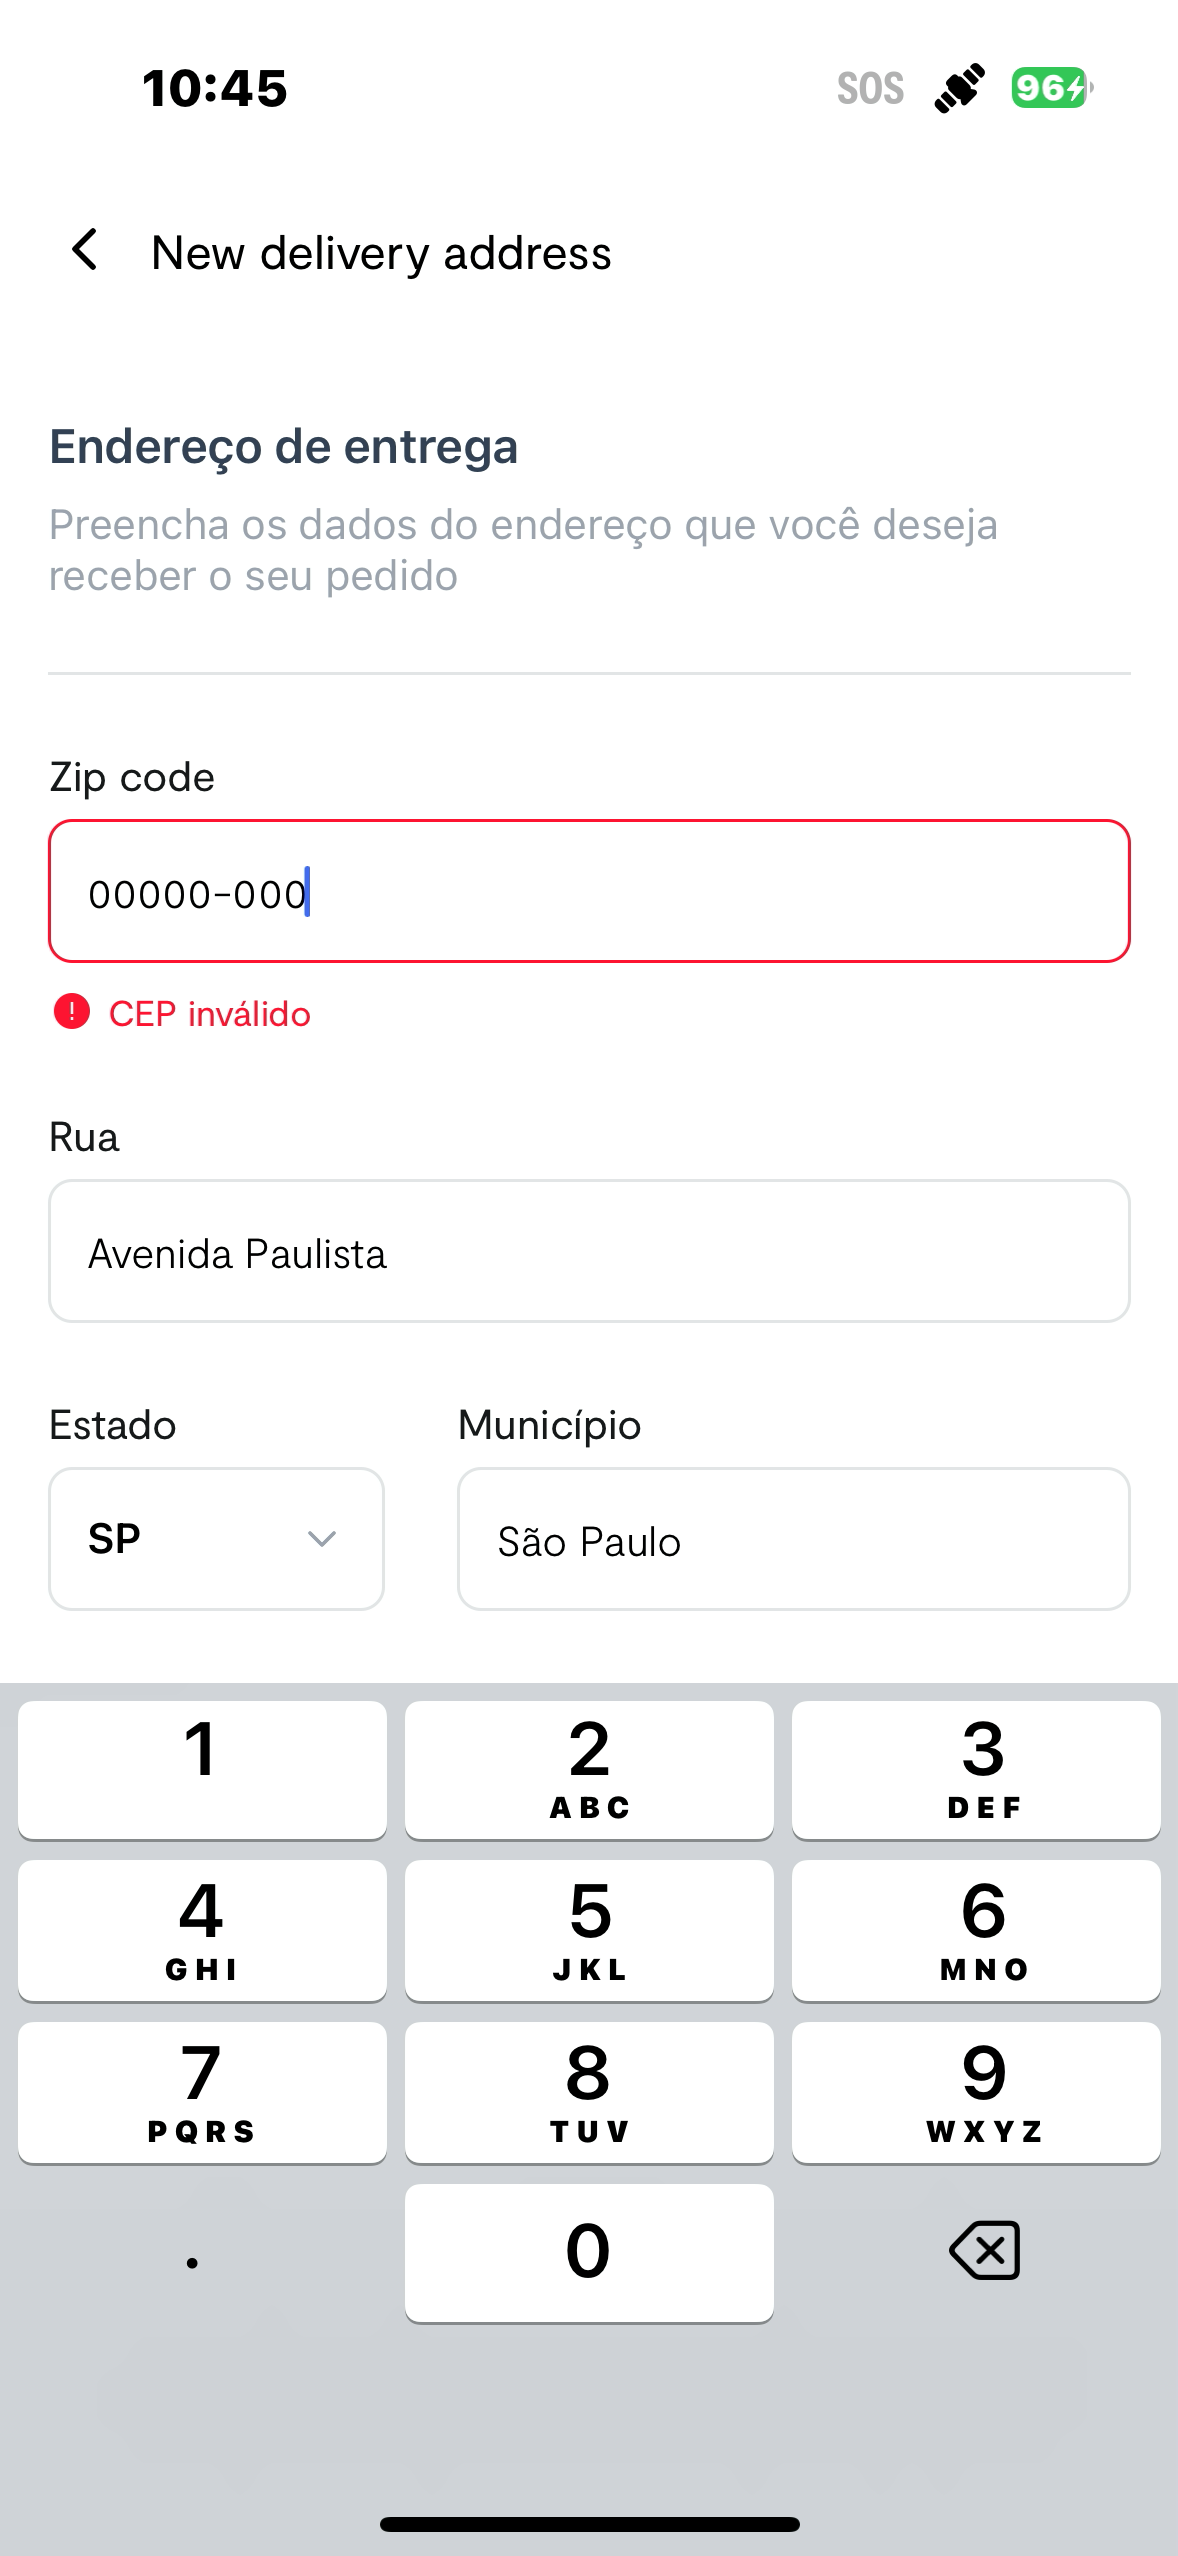 10:45
SOS
96
New delivery address
Endereço de entrega
Preencha os dados do endereço que você deseja
receber o seu pedido
Zip code
00000-000
! CEP inválido
Rua
Avenida Paulista
Estado
Município
SP
São Paulo
1
2
3
ABC
DEF
4
5
6
GHI
JKL
MNO
7
8
9
PQRS
TUV
WXYZ
.
0